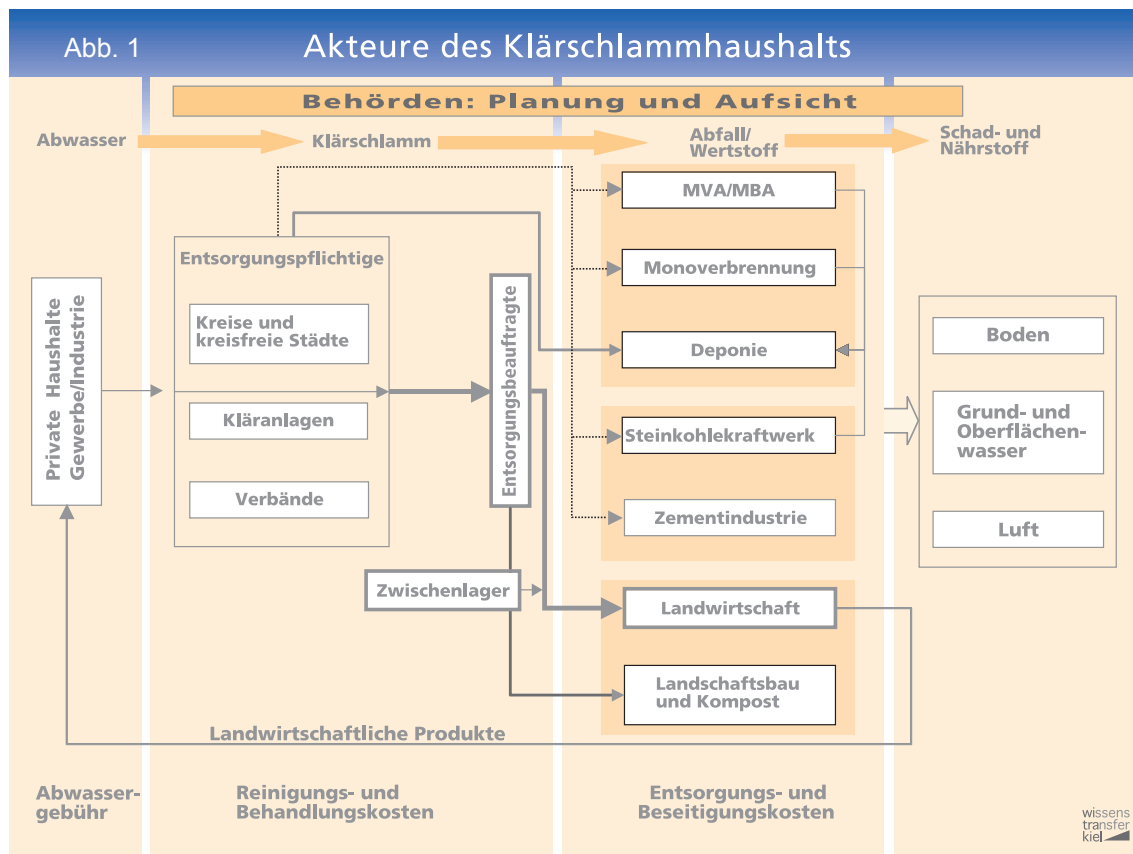 Abb. 1
Akteure des Klärschlammhaushalts
Behörden: Planung und Aufsicht
Abwasser
Klärschlamm
Abfall/
Wertstoff
Schad- und
Nährstoff
Private Haushalte
Gewerbe/Industrie
Entsorgungspflichtige
Kreise und
kreisfreie Städte
Kläranlagen
Verbände
Entsorgungsbeauftragte
Zwischenlager
MVA/MBA
Monoverbrennung
Deponie
Steinkohlekraftwerk
Zementindustrie
Landwirtschaft
Landschaftsbau
und Kompost
Boden
Grund- und
Oberflächen-
wasser
Luft
Landwirtschaftliche Produkte
Abwasser-
gebühr
Reinigungs- und
Behandlungskosten
Entsorgungs- und
Beseitigungskosten
wissens
transfer
kiel